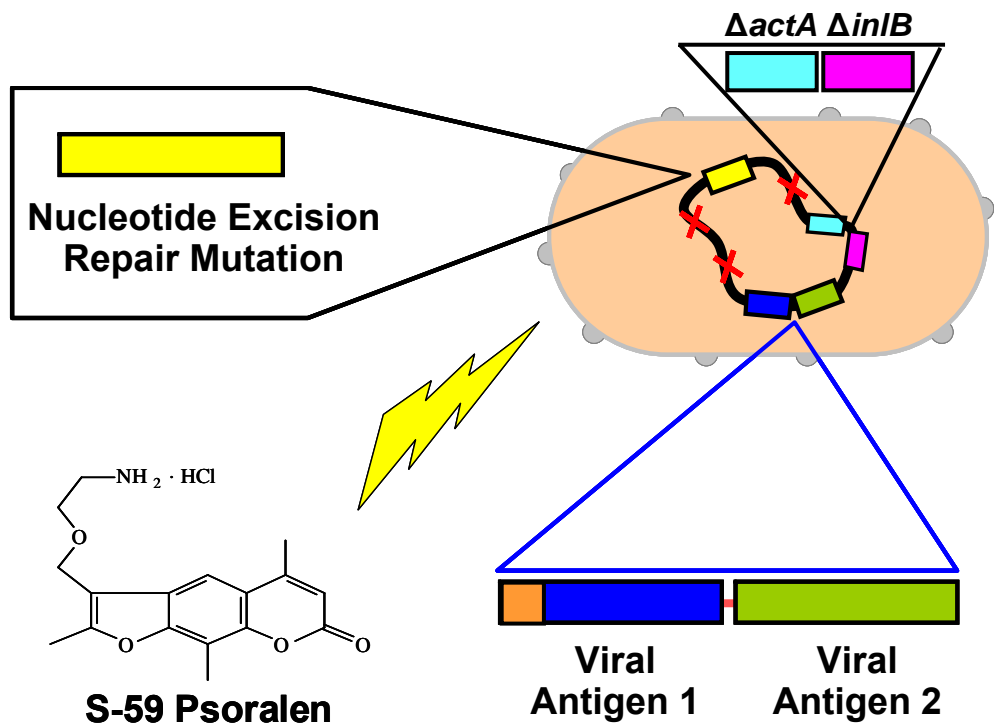 ΔactA ΔinlB
Nucleotide Excision
Repair Mutation
NH2 · HCl
O
O
O
O
S-59 Psoralen
Viral
Antigen 1
Viral
Antigen 2